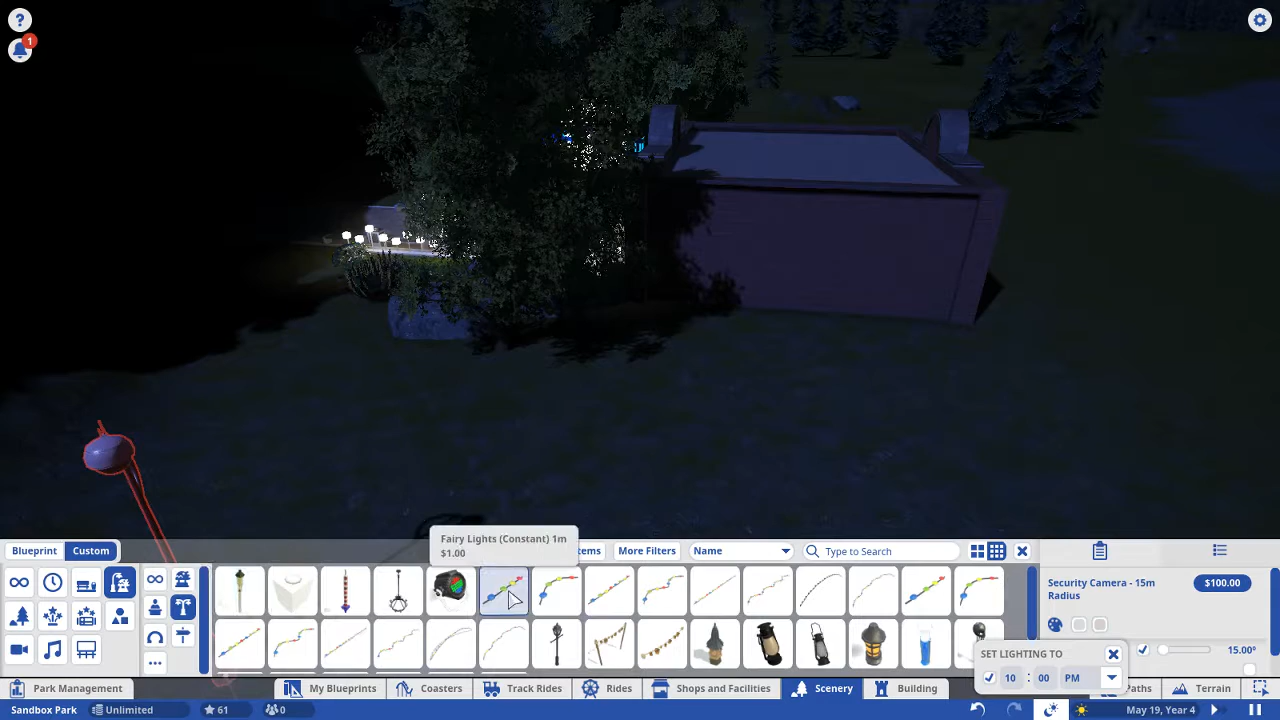 ?
1
Fairy Lights (Constant) 1m
$1.00
Blueprint
Custom
tems
More Filters
Name
Type to Search
Security Camera - 15m
Radius
$100.00
SET LIGHTING TO
10 : 00 PM
15.00°
Park Management
My Blueprints
Coasters
Track Rides
Rides
Shops and Facilities
Scenery
Building
Paths
Terrain
Sandbox Park
Unlimited
61
0
May 19, Year 4